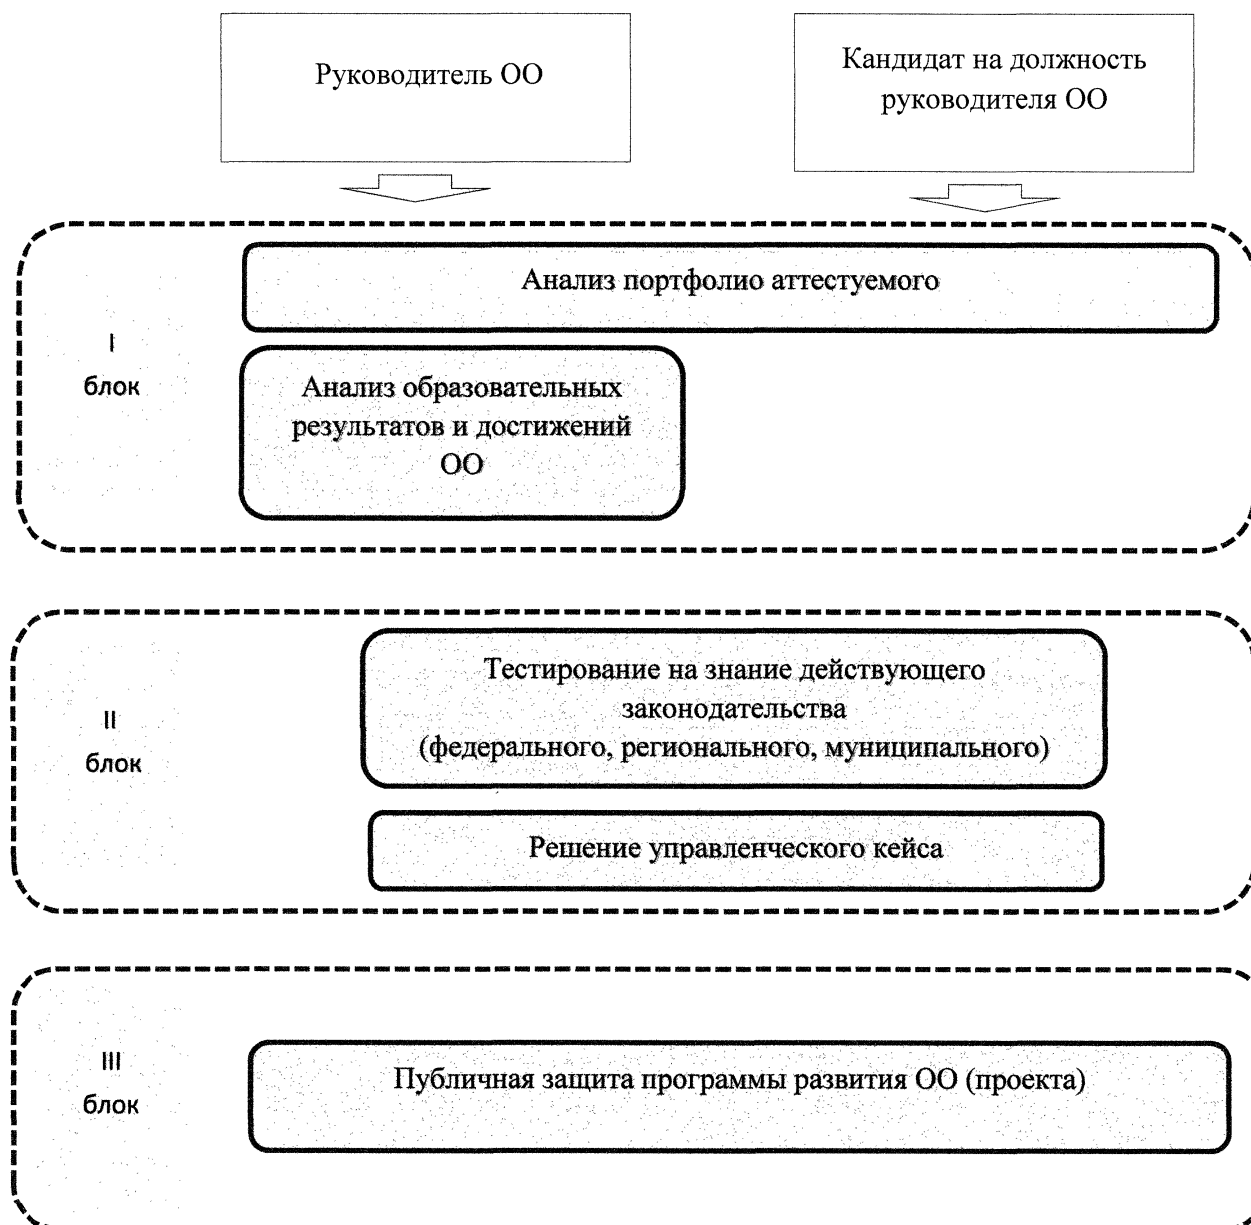 Руководитель ОО
Кандидат на должность
руководителя ОО
Анализ портфолио аттестуемого
I
блок
Анализ образовательных
результатов и достижений
ОО
Тестирование на знание действующего
законодательства
(федерального, регионального, муниципального)
II
блок
Решение управленческого кейса
III
блок
Публичная защита программы развития ОО (проекта)